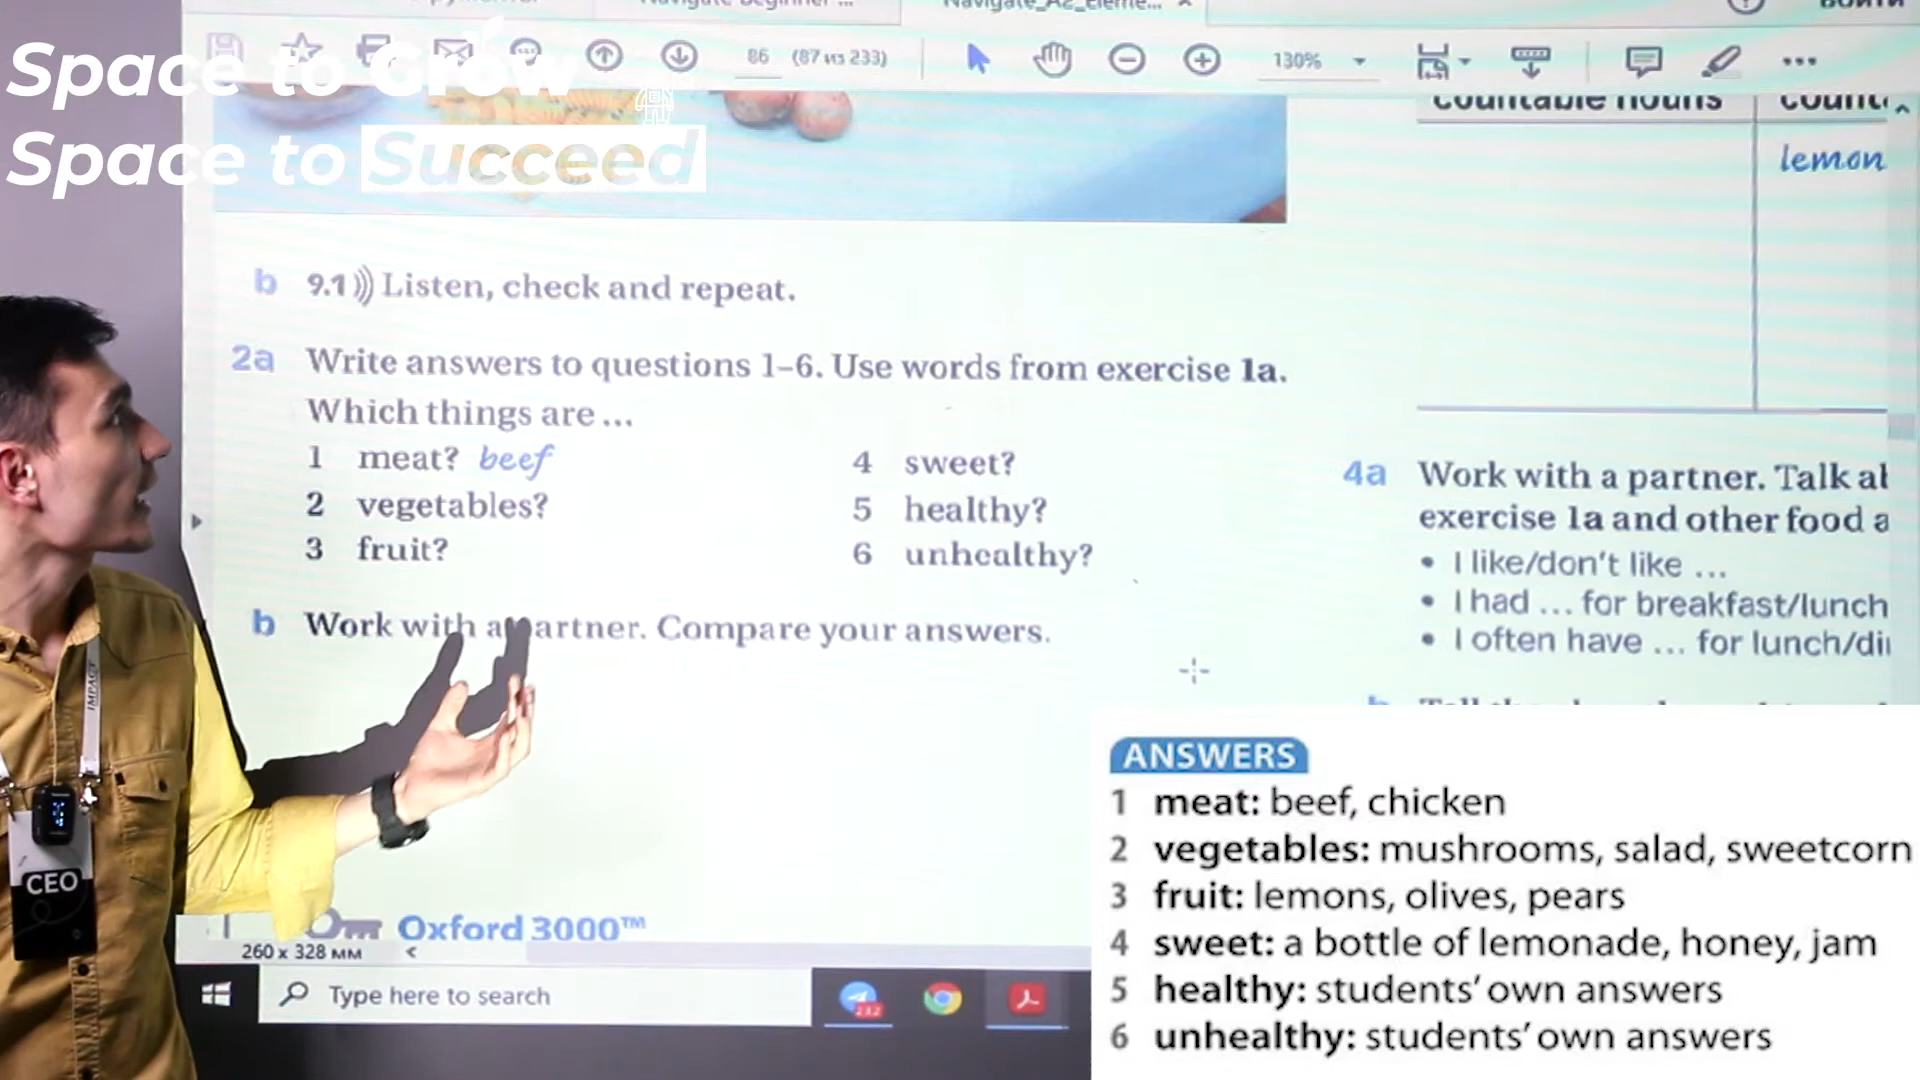 Navigate_A2_Eleme...
войти
86 (87 из 233)
130%
Space to Grow
Space to Succeed
countable nouns
lemon
b 9.1 Listen, check and repeat.
2a Write answers to questions 1–6. Use words from exercise 1a.
Which things are ...
1 meat? beef
2 vegetables?
3 fruit?
4 sweet?
5 healthy?
6 unhealthy?
b Work with a partner. Compare your answers.
4a Work with a partner. Talk
exercise 1a and other food
• I like/don't like ...
• I had ... for breakfast/lunch
• I often have ... for lunch/
Oxford 3000™
260 x 328 мм
Type here to search
232
IMPACT
CEO
ANSWERS
1 meat: beef, chicken
2 vegetables: mushrooms, salad, sweetcorn
3 fruit: lemons, olives, pears
4 sweet: a bottle of lemonade, honey, jam
5 healthy: students' own answers
6 unhealthy: students' own answers